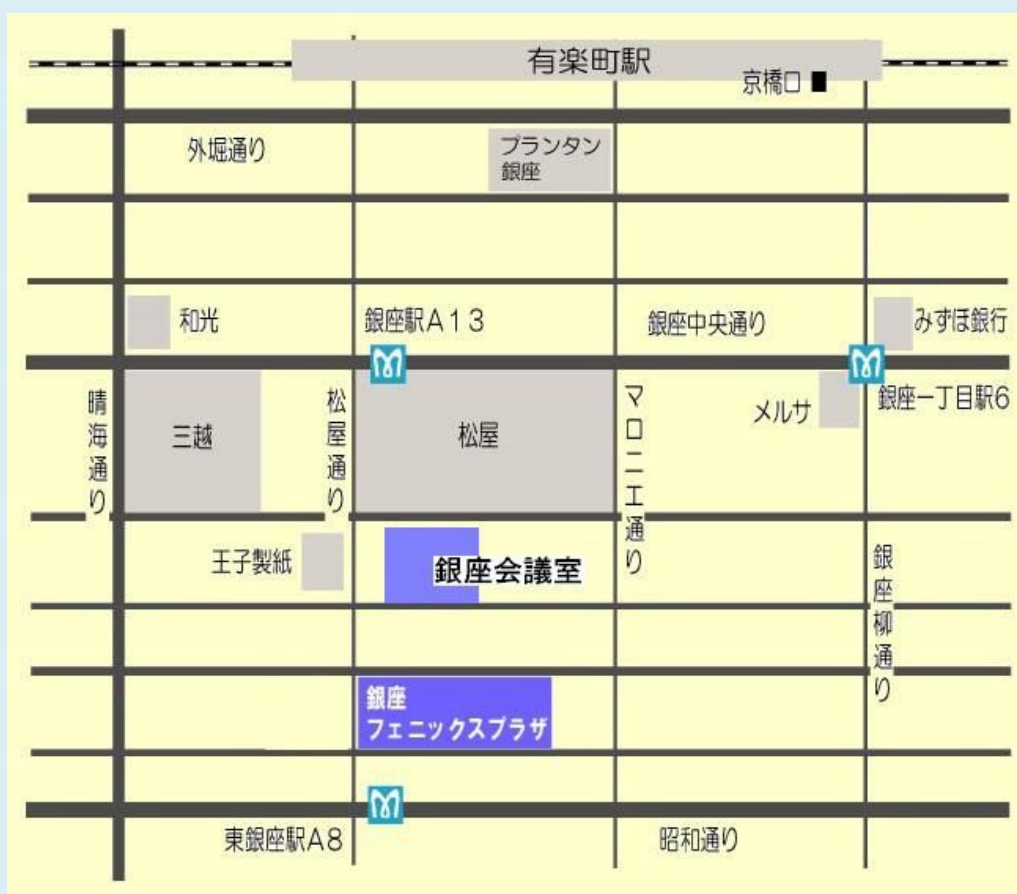 有楽町駅
京橋口
外堀通り
プランタン
銀座
和光
銀座駅A13
銀座中央通り
みずほ銀行
晴海通り
三越
松屋通り
松屋
マロニエ通り
メルサ
銀座一丁目駅6
王子製紙
銀座会議室
銀座柳通り
銀座
フェニックスプラザ
東銀座駅A8
昭和通り